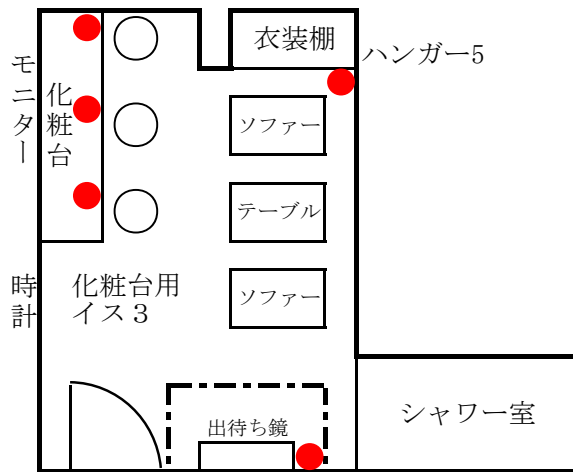 衣装棚
ハンガー5
モニター
化粧台
ソファー
テーブル
時計
化粧台用
イス３
ソファー
出待ち鏡
シャワー室